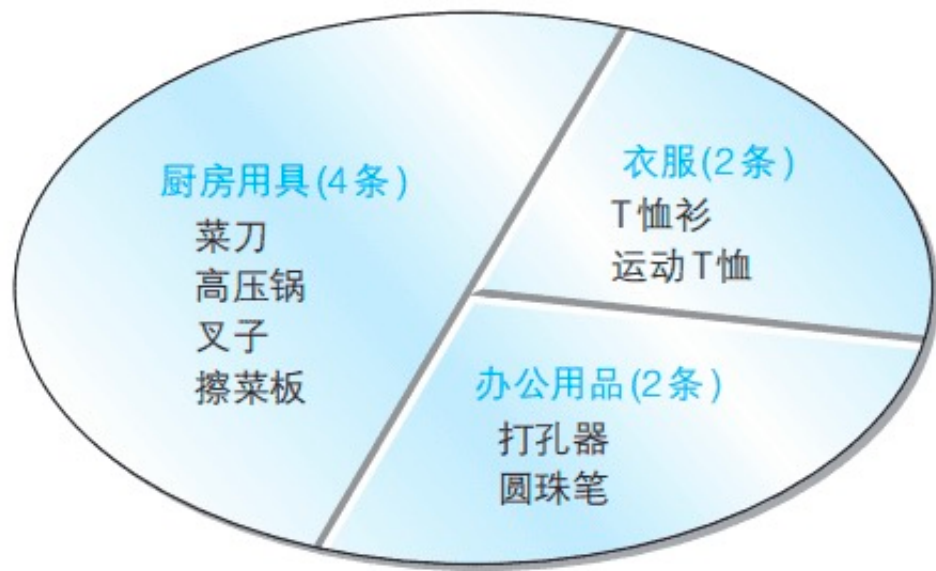 厨房用具(4条)
菜刀
高压锅
叉子
擦菜板
衣服(2条)
T恤衫
运动T恤
办公用品(2条)
打孔器
圆珠笔